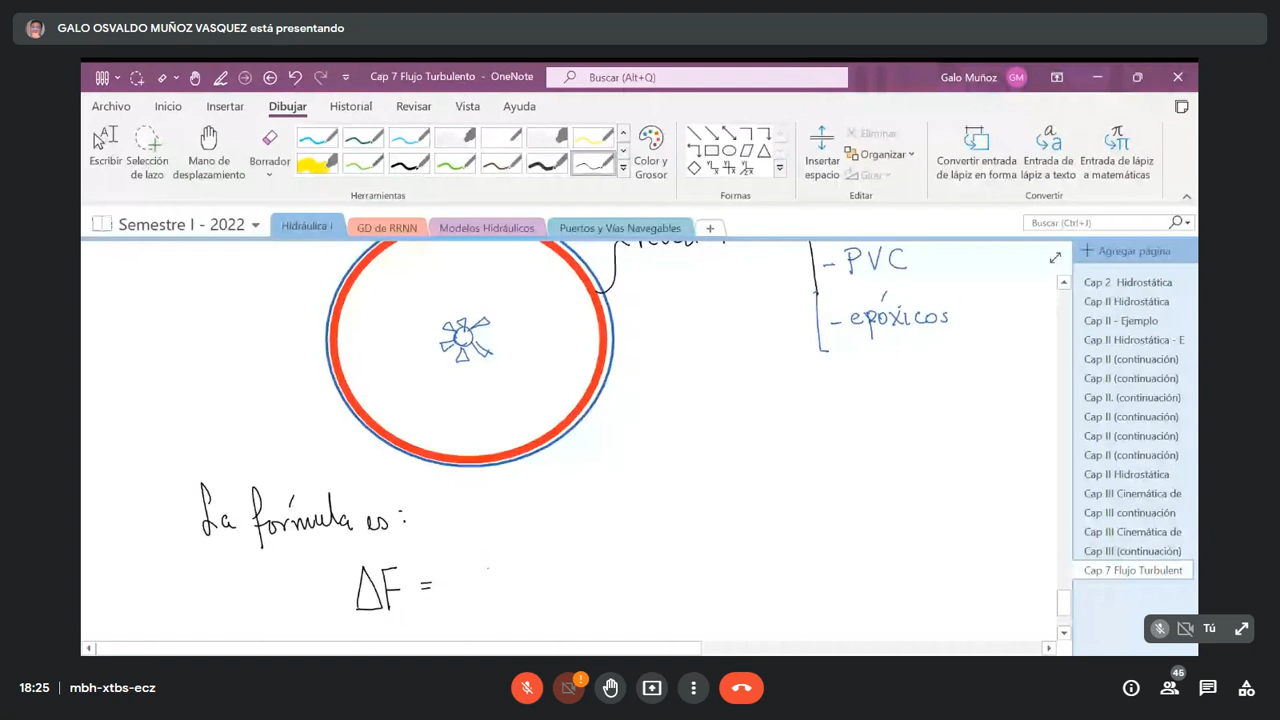 GALO OSVALDO MUÑOZ VASQUEZ está presentando
Cap 7 Flujo Turbulento - OneNote
Buscar (Alt+Q)
Galo Muñoz GM
Archivo Inicio Insertar Dibujar Historial Revisar Vista Ayuda
Escribir Selección de lazo Mano de desplazamiento Borrador
Herramientas
Color y Grosor
Formas
Insertar espacio
Eliminar
Organizar
Girar
Editar
Convertir entrada de lápiz en forma
Entrada de lápiz a texto
Entrada de lápiz a matemáticas
Convertir
Semestre I - 2022 Hidráulica I GD de RRNN Modelos Hidráulicos Puertos y Vías Navegables
Buscar (Ctrl+J)
Agregar página
Cap 2 Hidrostática
Cap II Hidrostática
Cap II - Ejemplo
Cap II Hidrostática - E
Cap II (continuación)
Cap II (continuación)
Cap II. (continuación)
Cap II (continuación)
Cap II (continuación)
Cap II (continuación)
Cap II Hidrostática
Cap III Cinemática de
Cap III continuación
Cap III Cinemática de
Cap III (continuación)
Cap 7 Flujo Turbulent
- PVC
- epóxicos
La fórmula es:
ΔF =
Tú
18:25 mbh-xtbs-ecz
45